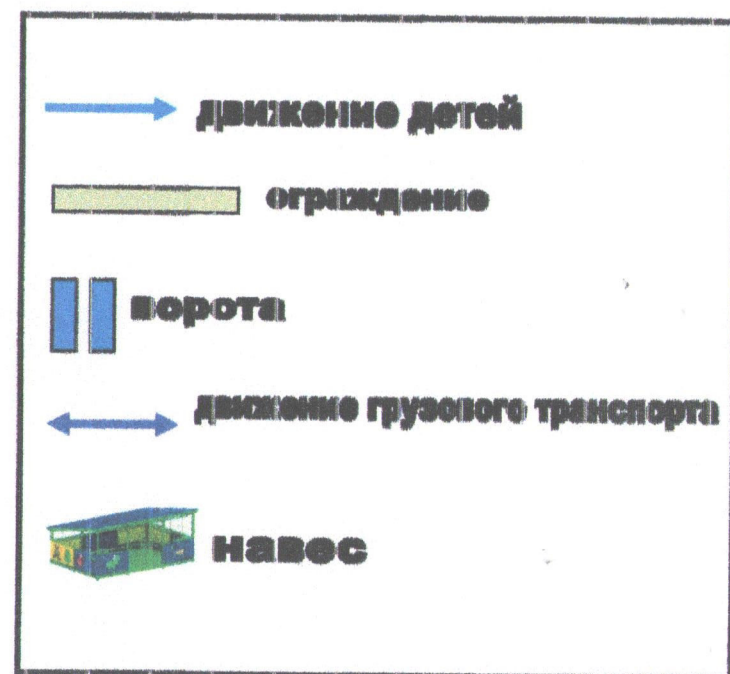 движение детей
ограждение
ворота
движение грузового транспорта
навес